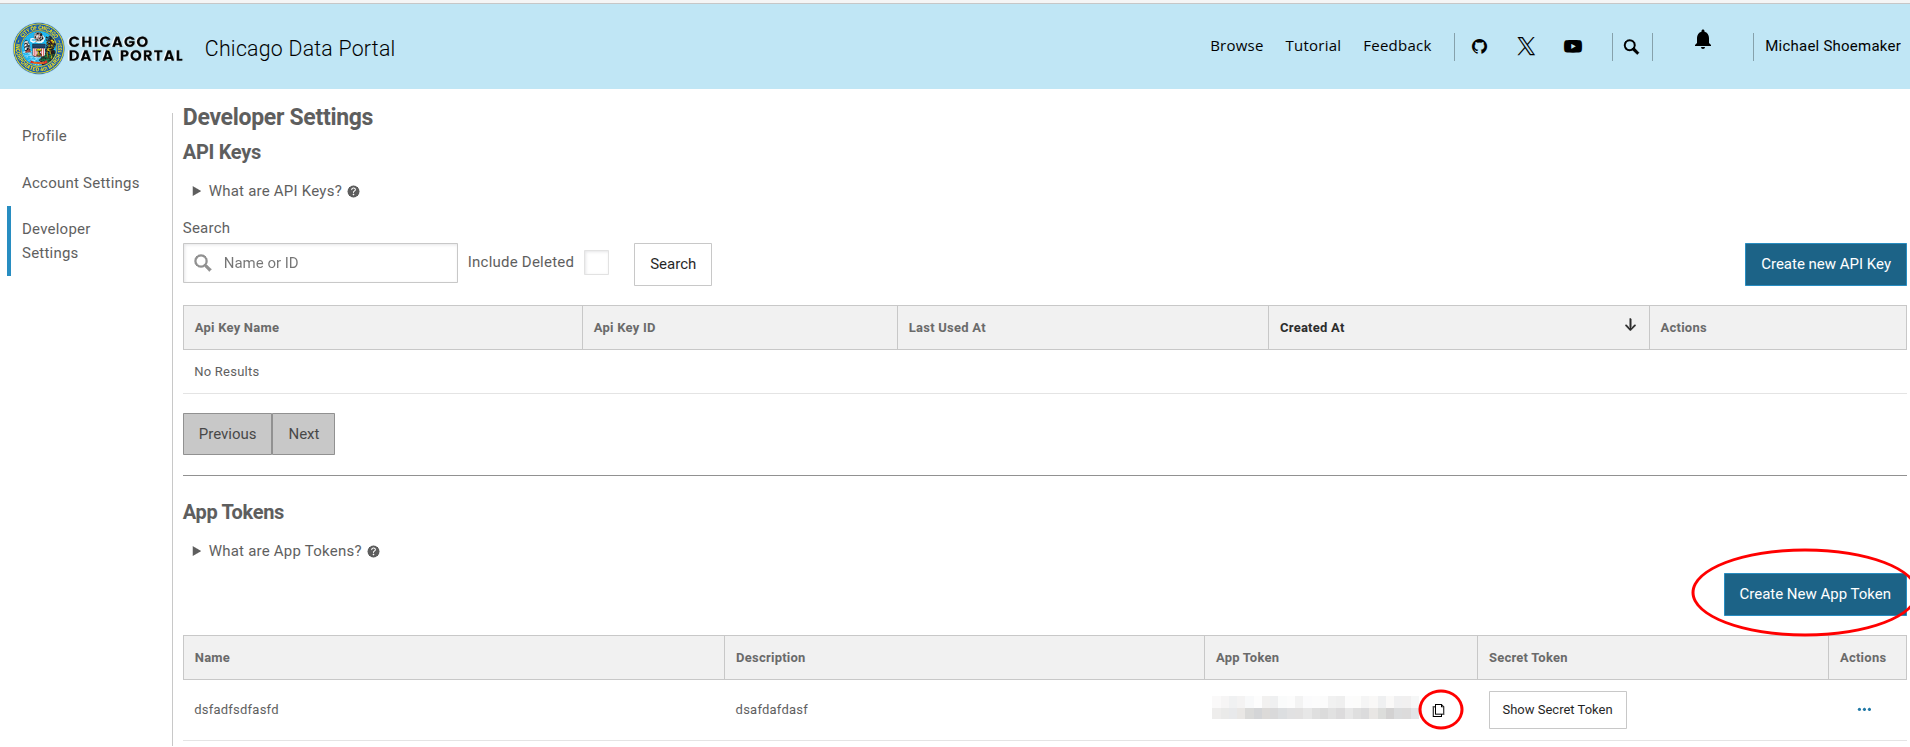 CHICAGO
DATA PORTAL
Chicago Data Portal
Browse Tutorial Feedback Michael Shoemaker
Profile
Account Settings
Developer
Settings
Developer Settings
API Keys
What are API Keys?
Search
Name or ID Include Deleted Search Create new API Key
Api Key Name Api Key ID Last Used At Created At Actions
No Results
Previous Next
App Tokens
What are App Tokens?
Create New App Token
Name Description App Token Secret Token Actions
dsfadfsdfasfd dsafdafdasf Show Secret Token